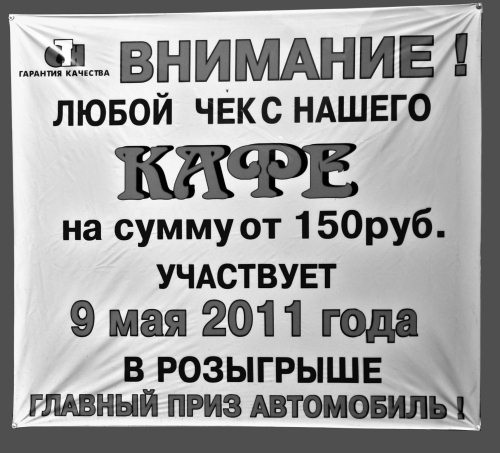 ГАРАНТИЯ КАЧЕСТВА
ВНИМАНИЕ !
ЛЮБОЙ ЧЕК С НАШЕГО
КАФЕ
на сумму от 150руб.
УЧАСТВУЕТ
9 мая 2011 года
В РОЗЫГРЫШЕ
ГЛАВНЫЙ ПРИЗ АВТОМОБИЛЬ !